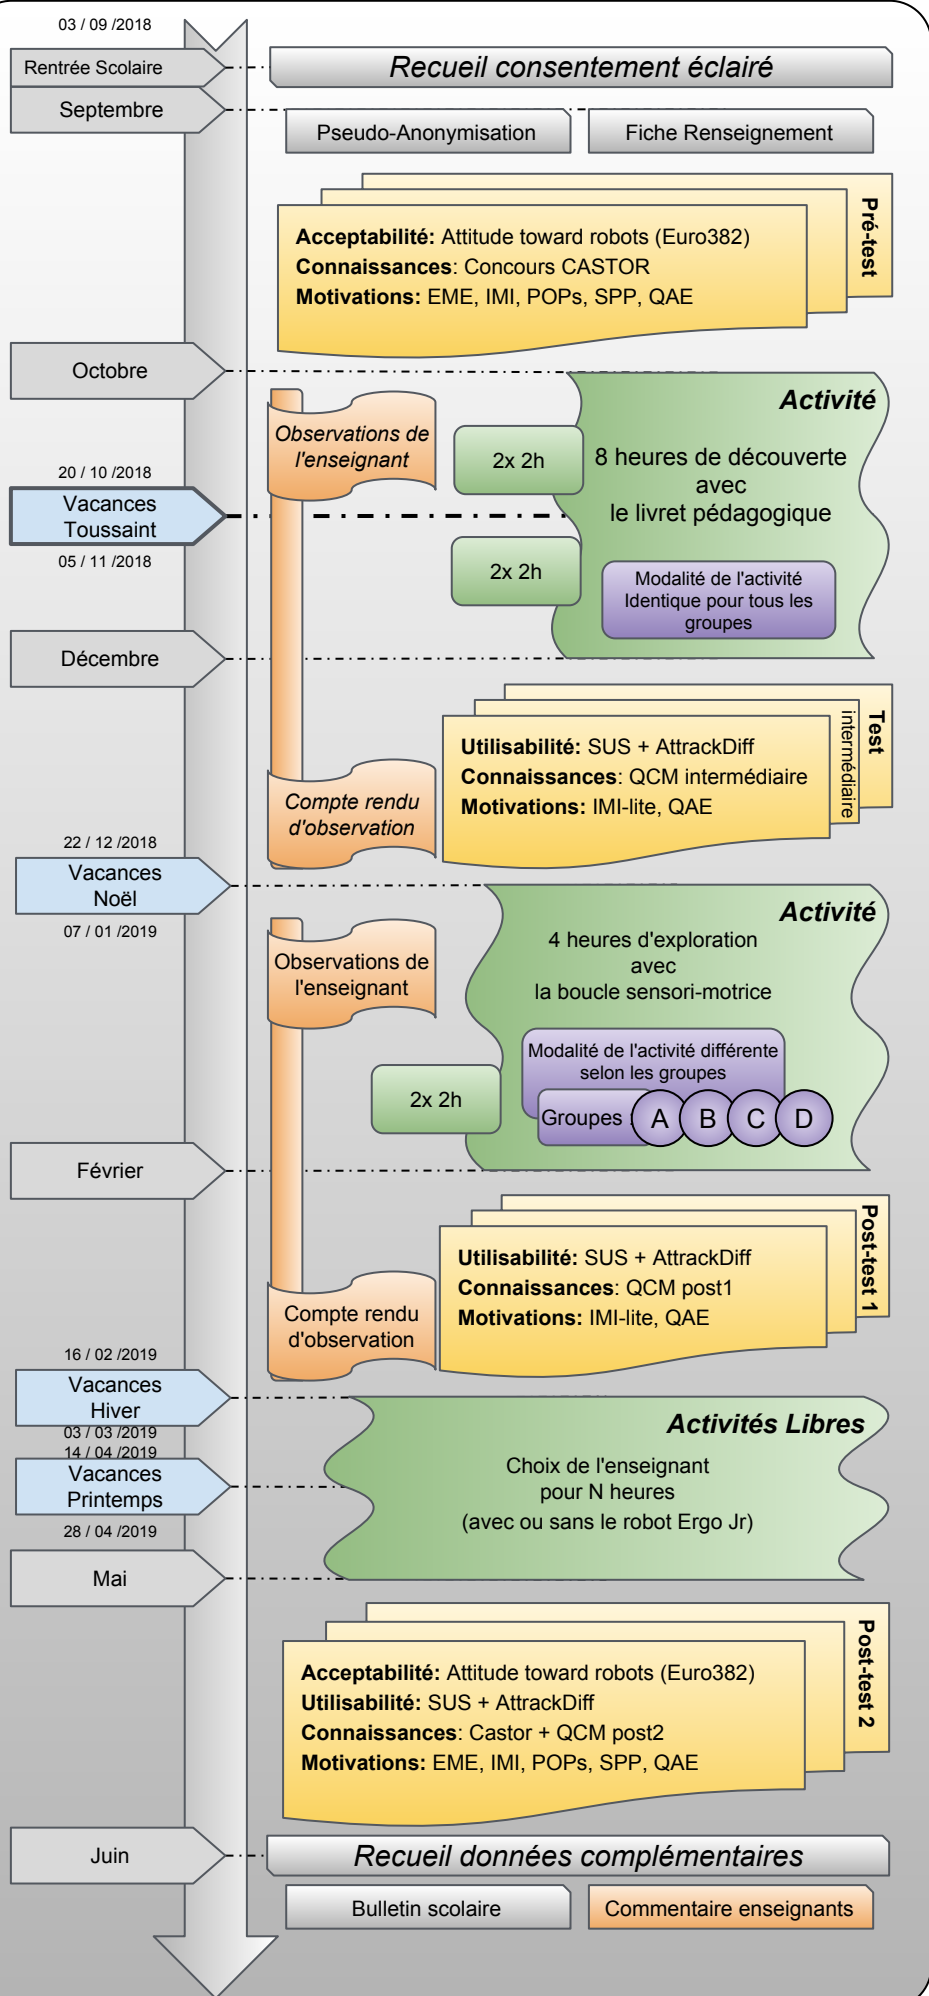 03 / 09 /2018
Rentrée Scolaire
Recueil consentement éclairé
Septembre
Pseudo-Anonymisation
Fiche Renseignement
Pré-test
Acceptabilité: Attitude toward robots (Euro382)
Connaissances: Concours CASTOR
Motivations: EME, IMI, POPs, SPP, QAE
Octobre
Activité
Observations de
l'enseignant
2x 2h
8 heures de découverte
avec
le livret pédagogique
20 / 10 /2018
Vacances
Toussaint
05 / 11 /2018
2x 2h
Modalité de l'activité
Identique pour tous les
groupes
Décembre
Test
intermédiaire
Utilisabilité: SUS + AttrackDiff
Connaissances: QCM intermédiaire
Motivations: IMI-lite, QAE
Compte rendu
d'observation
22 / 12 /2018
Vacances
Noël
07 / 01 /2019
Activité
4 heures d'exploration
avec
la boucle sensori-motrice
Observations de
l'enseignant
Modalité de l'activité différente
selon les groupes
2x 2h
Groupes :
A
B
C
D
Février
Post-test 1
Utilisabilité: SUS + AttrackDiff
Connaissances: QCM post1
Motivations: IMI-lite, QAE
Compte rendu
d'observation
16 / 02 /2019
Vacances
Hiver
03 / 03 /2019
14 / 04 /2019
Vacances
Printemps
28 / 04 /2019
Activités Libres
Choix de l'enseignant
pour N heures
(avec ou sans le robot Ergo Jr)
Mai
Post-test 2
Acceptabilité: Attitude toward robots (Euro382)
Utilisabilité: SUS + AttrackDiff
Connaissances: Castor + QCM post2
Motivations: EME, IMI, POPs, SPP, QAE
Juin
Recueil données complémentaires
Bulletin scolaire
Commentaire enseignants